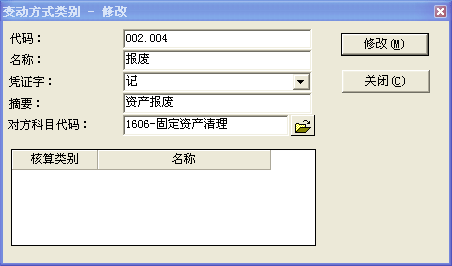 变动方式类别 - 修改
代码： 002.004 修改(M)
名称： 报废
凭证字： 记 关闭(C)
摘要： 资产报废
对方科目代码： 1606-固定资产清理
核算类别 名称